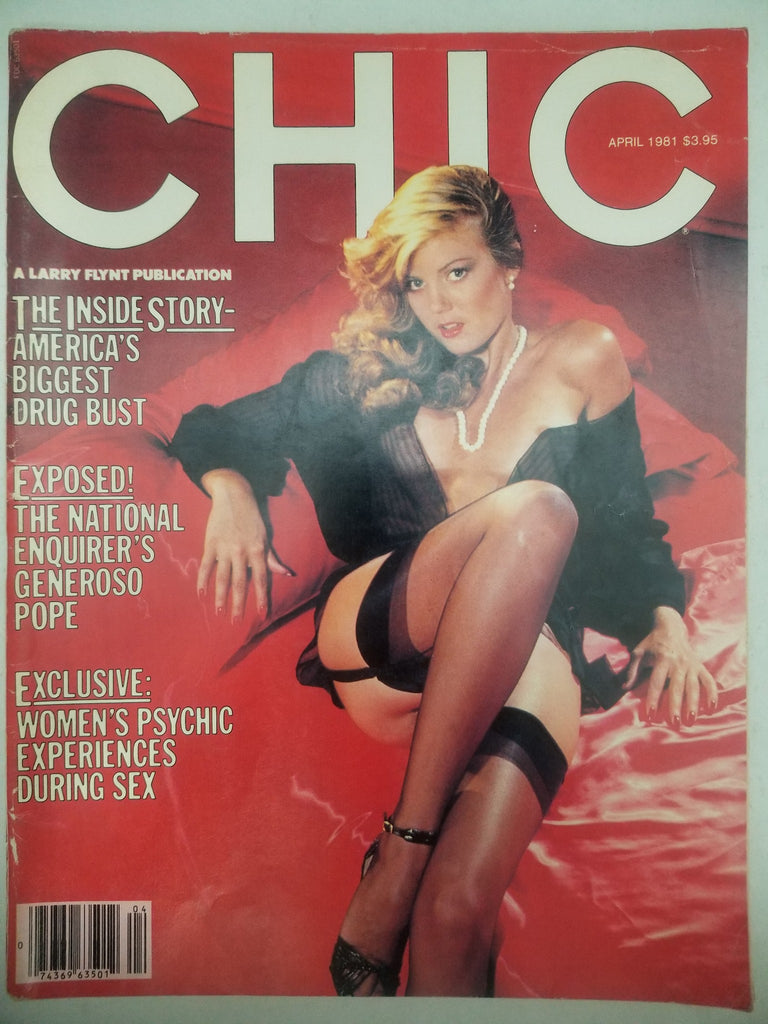 CHIC
APRIL 1981 $3.95
A LARRY FLYNT PUBLICATION
THE INSIDE STORY-
AMERICA'S
BIGGEST
DRUG BUST
EXPOSED!
THE NATIONAL
ENQUIRER'S
GENEROSO
POPE
EXCLUSIVE:
WOMEN'S PSYCHIC
EXPERIENCES
DURING SEX
04
0 74369 63501